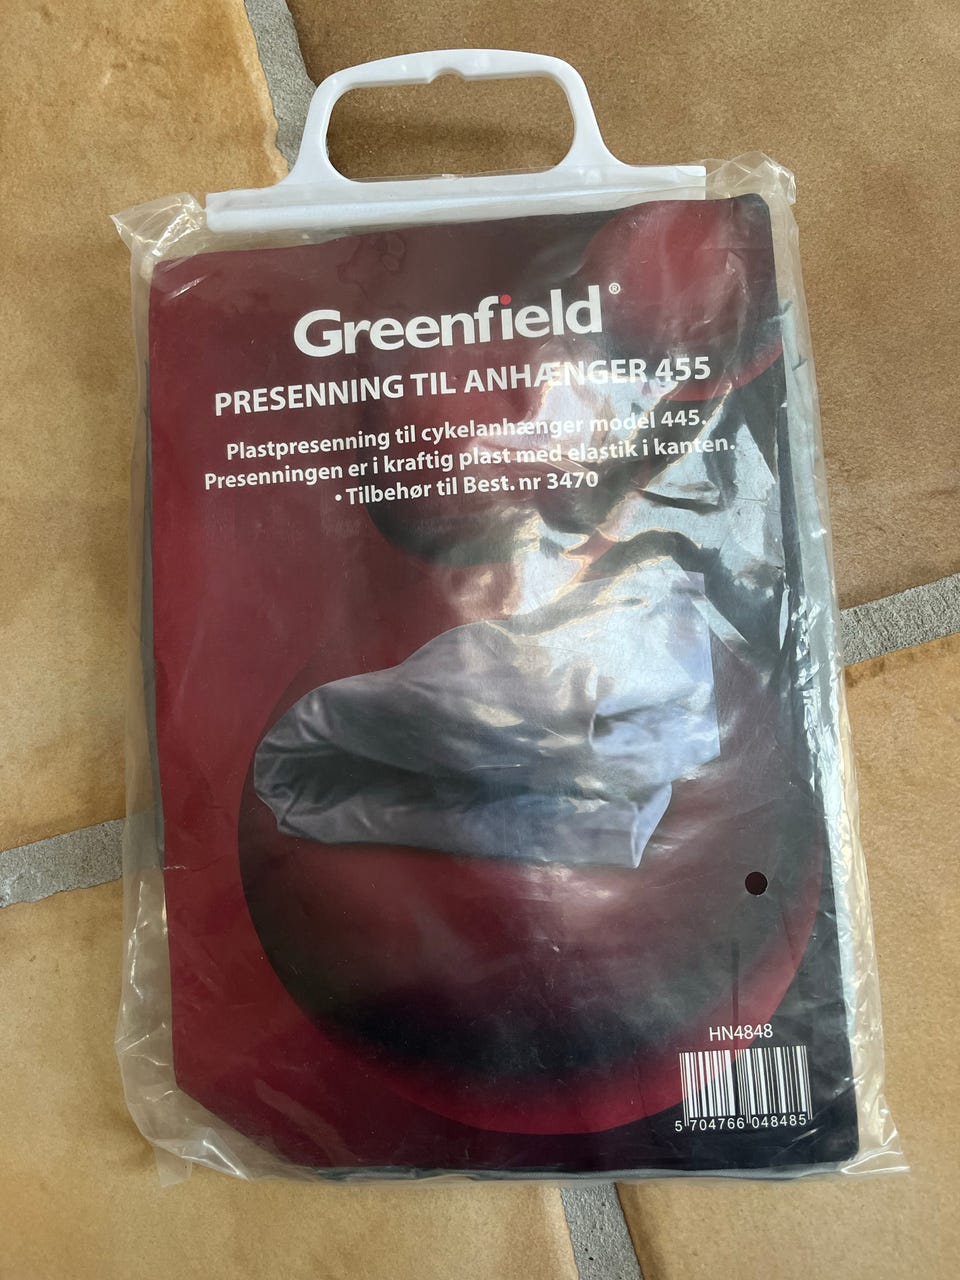 Greenfield®
PRESENNING TIL ANHÆNGER 455
Plastpresenning til cykelanhænger model 445.
Presenningen er i kraftig plast med elastik i kanten.
• Tilbehør til Best. nr 3470
HN4848
5 704766 048485